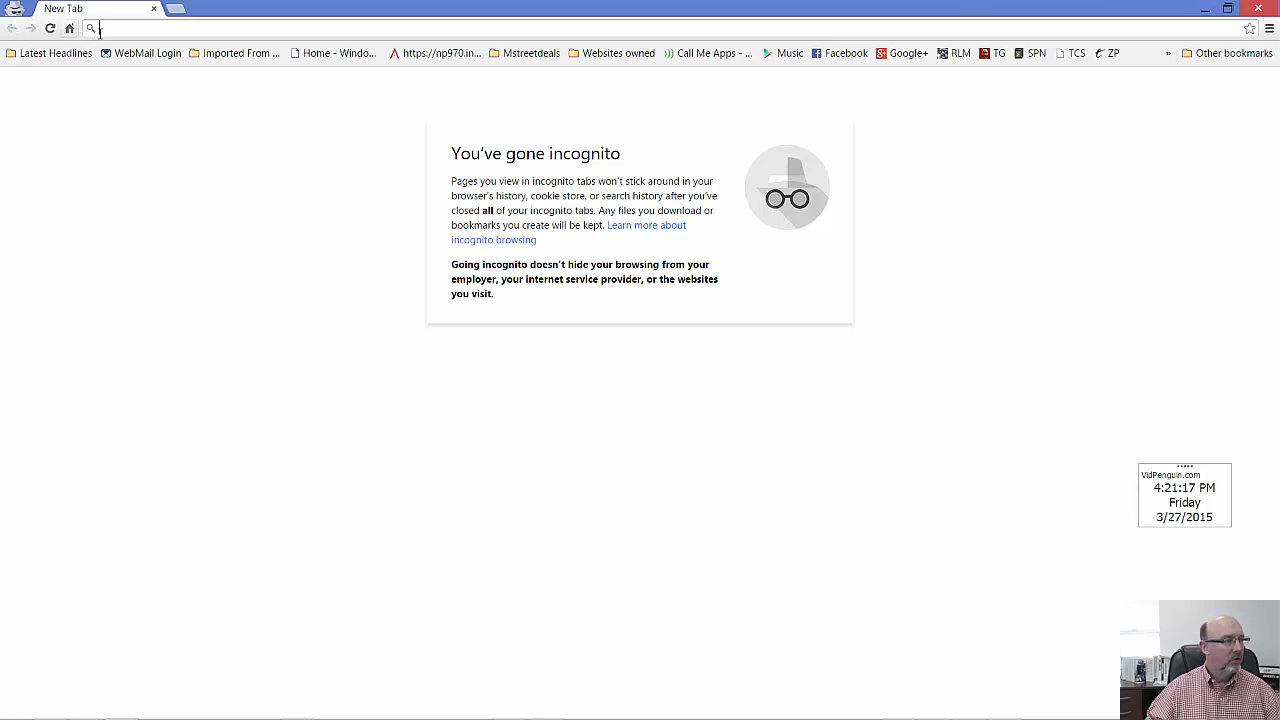 New Tab
Latest Headlines WebMail Login Imported From ... Home - Windo... https://np970.in... Mstreetdeals Websites owned Call Me Apps - ... Music Facebook Google+ RLM TG SPN TCS ZP » Other bookmarks
You've gone incognito
Pages you view in incognito tabs won't stick around in your
browser's history, cookie store, or search history after you've
closed all of your incognito tabs. Any files you download or
bookmarks you create will be kept. Learn more about
incognito browsing
Going incognito doesn't hide your browsing from your
employer, your internet service provider, or the websites
you visit.
VidPenguin.com
4:21:17 PM
Friday
3/27/2015